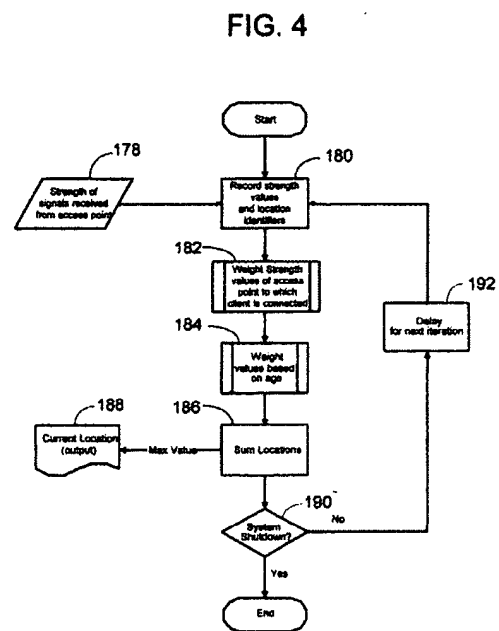 FIG. 4
Start
178
Strength of
signals received
from access point
180
Record strength
values
and location
identifiers
182
Weight Strength
values of access
point to which
client is connected
192
Delay
for next iteration
184
Weight
values based
on age
188
Current Location
(output)
Max Value
186
Sum Locations
190
System
Shutdown?
No
Yes
End